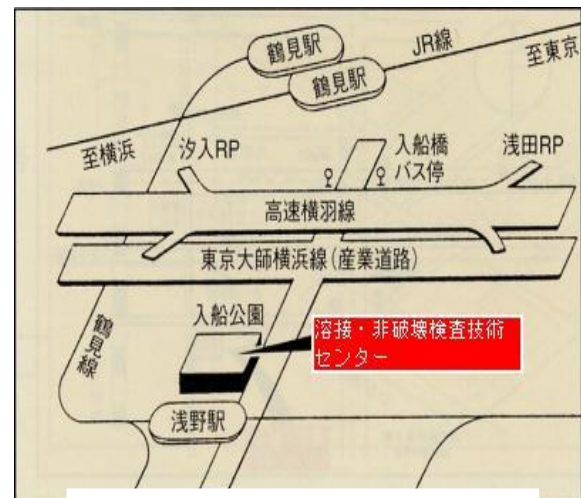 鶴見駅
JR線
至東京
鶴見駅
至横浜
汐入RP
入船橋
バス停
浅田RP
高速横羽線
東京大師横浜線(産業道路)
鶴見線
入船公園
溶接・非破壊検査技術
センター
浅野駅